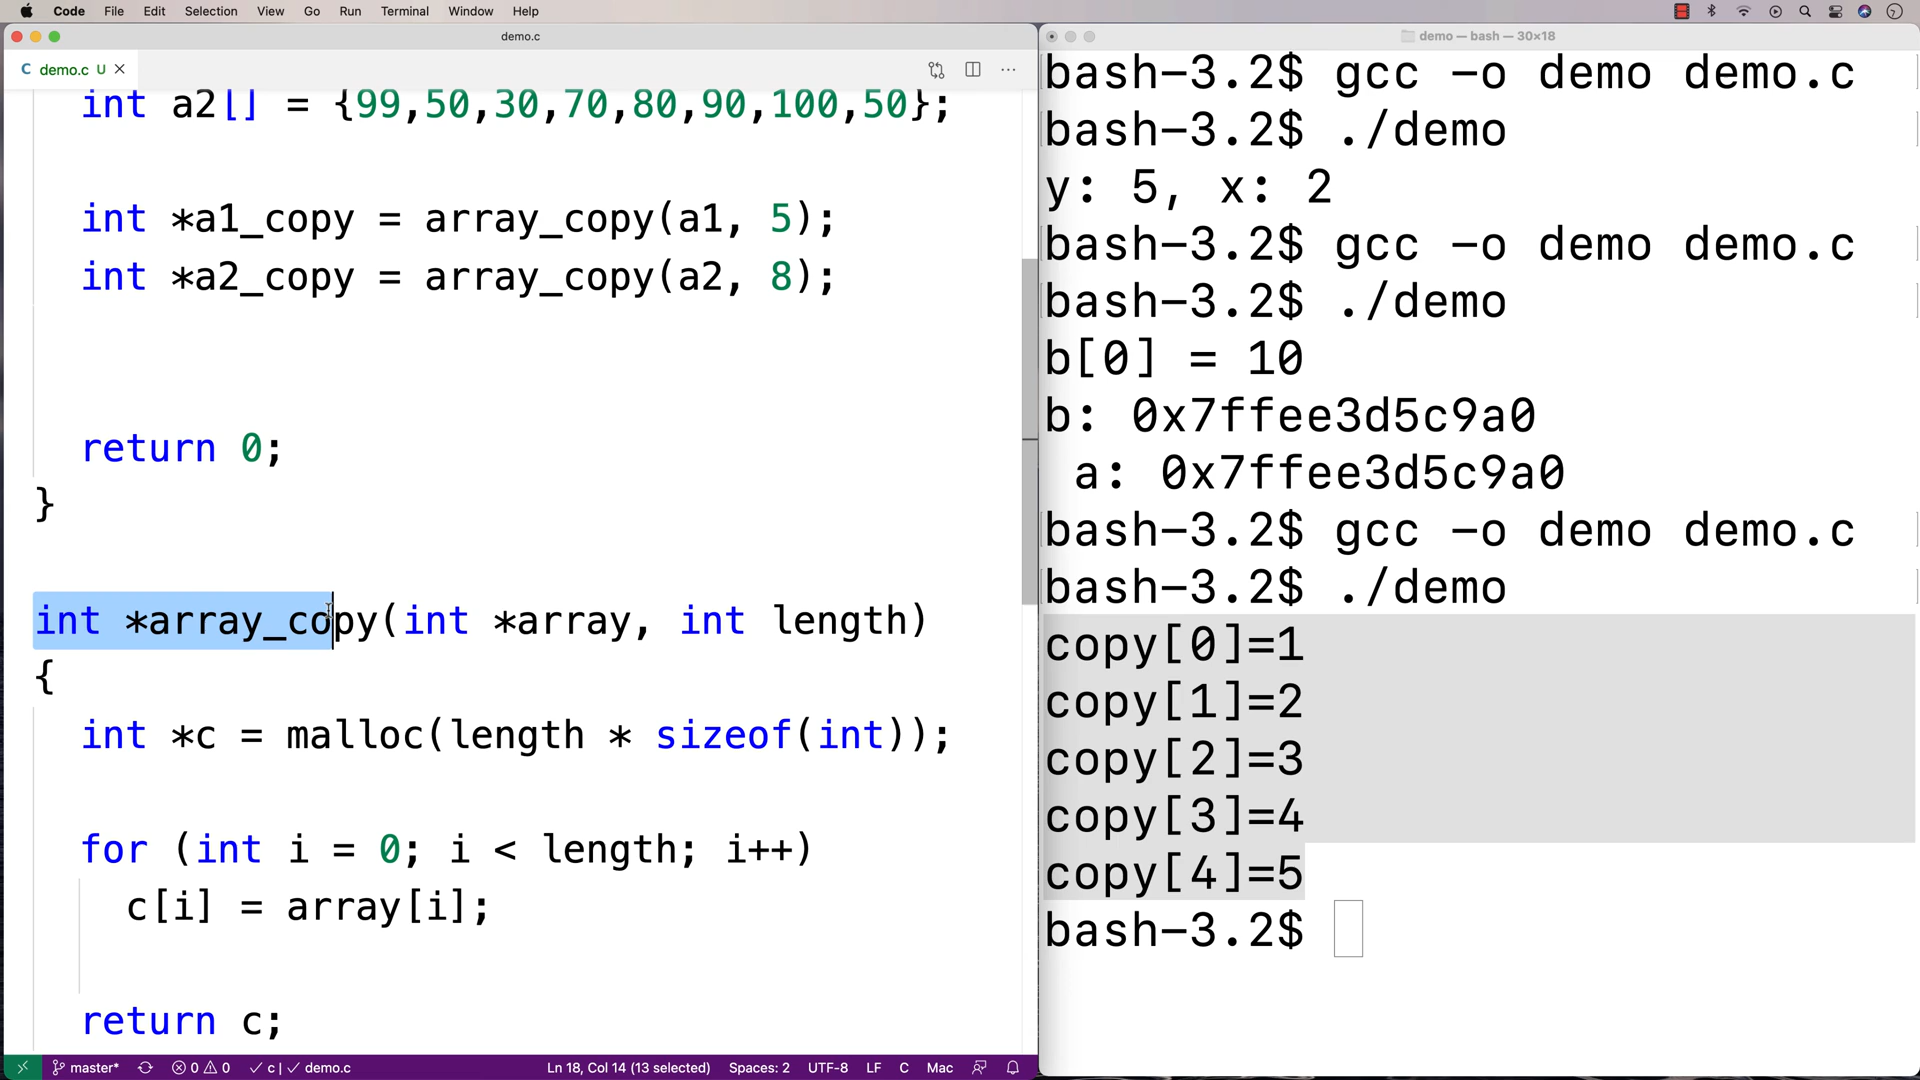 Code File Edit Selection View Go Run Terminal Window Help
demo.c
C demo.c U
int a2[] = {99,50,30,70,80,90,100,50};
int *a1_copy = array_copy(a1, 5);
int *a2_copy = array_copy(a2, 8);
return 0;
}
int *array_copy(int *array, int length)
{
int *c = malloc(length * sizeof(int));
for (int i = 0; i < length; i++)
c[i] = array[i];
return c;
master* 0 0 ✓ c | ✓ demo.c Ln 18, Col 14 (13 selected) Spaces: 2 UTF-8 LF C Mac
demo — bash — 30×18
bash-3.2$ gcc -o demo demo.c
bash-3.2$ ./demo
y: 5, x: 2
bash-3.2$ gcc -o demo demo.c
bash-3.2$ ./demo
b[0] = 10
b: 0x7ffee3d5c9a0
a: 0x7ffee3d5c9a0
bash-3.2$ gcc -o demo demo.c
bash-3.2$ ./demo
copy[0]=1
copy[1]=2
copy[2]=3
copy[3]=4
copy[4]=5
bash-3.2$